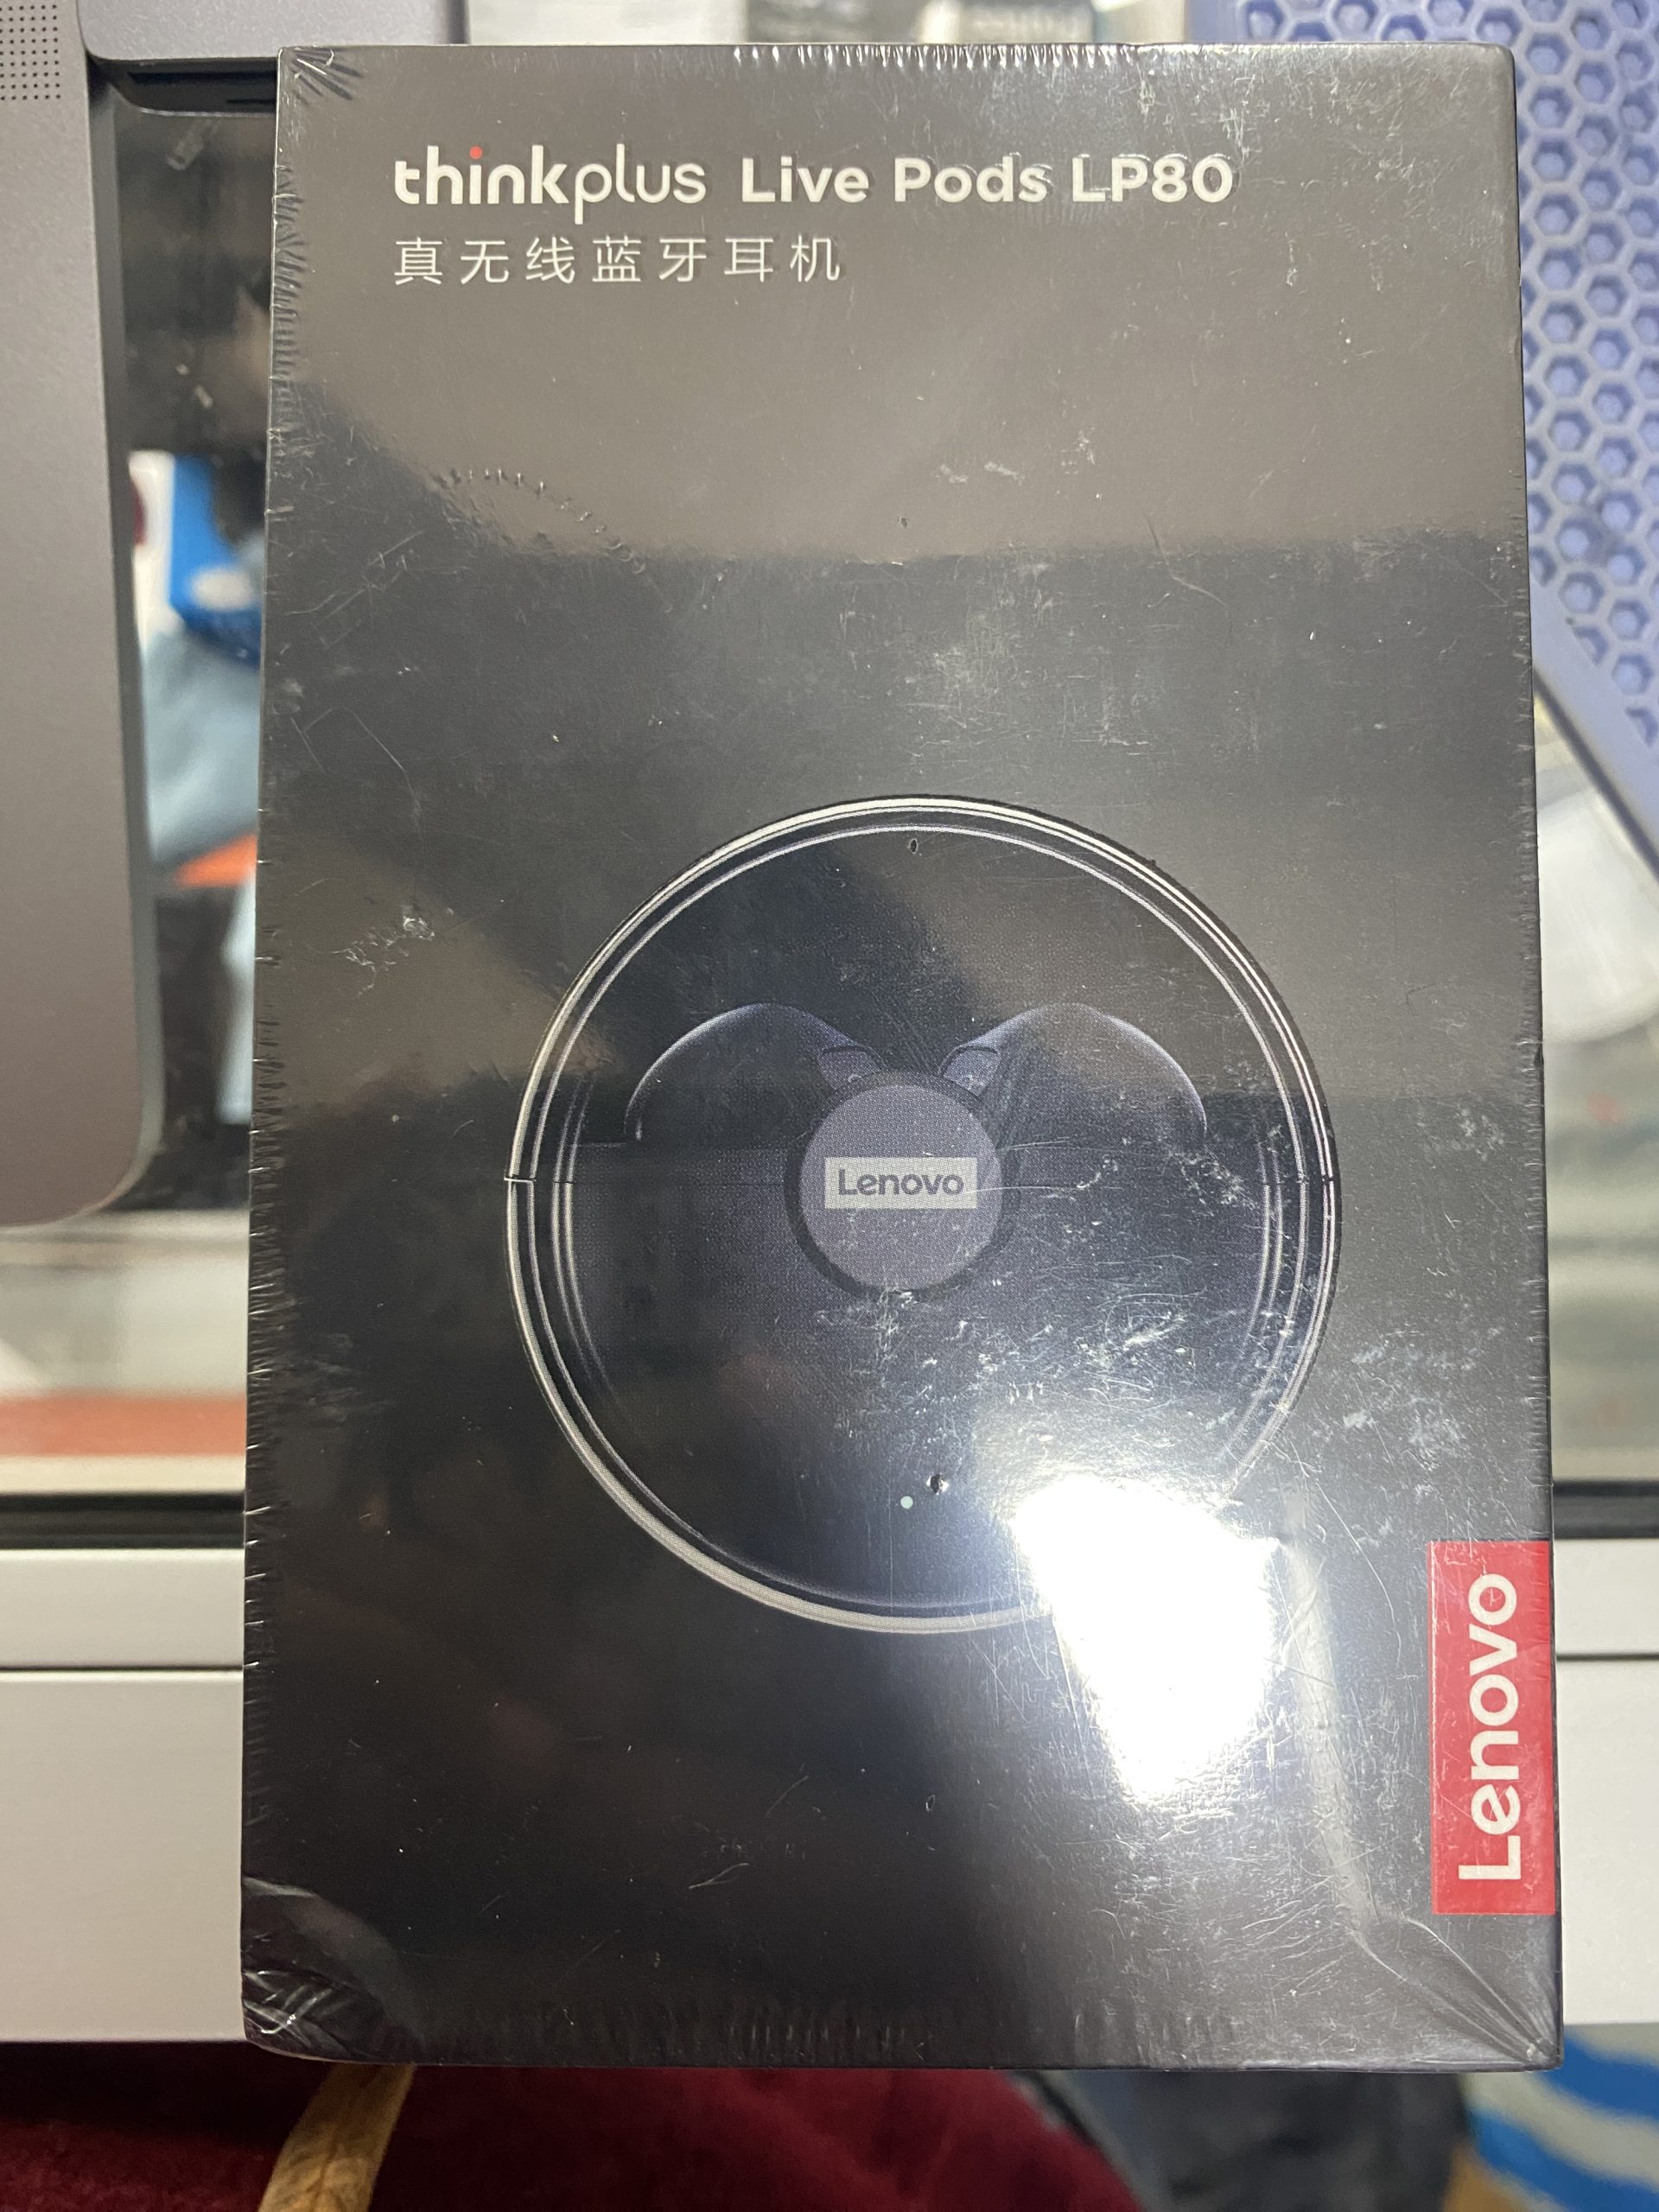 thinkplus Live Pods LP80
真无线蓝牙耳机
Lenovo
Lenovo